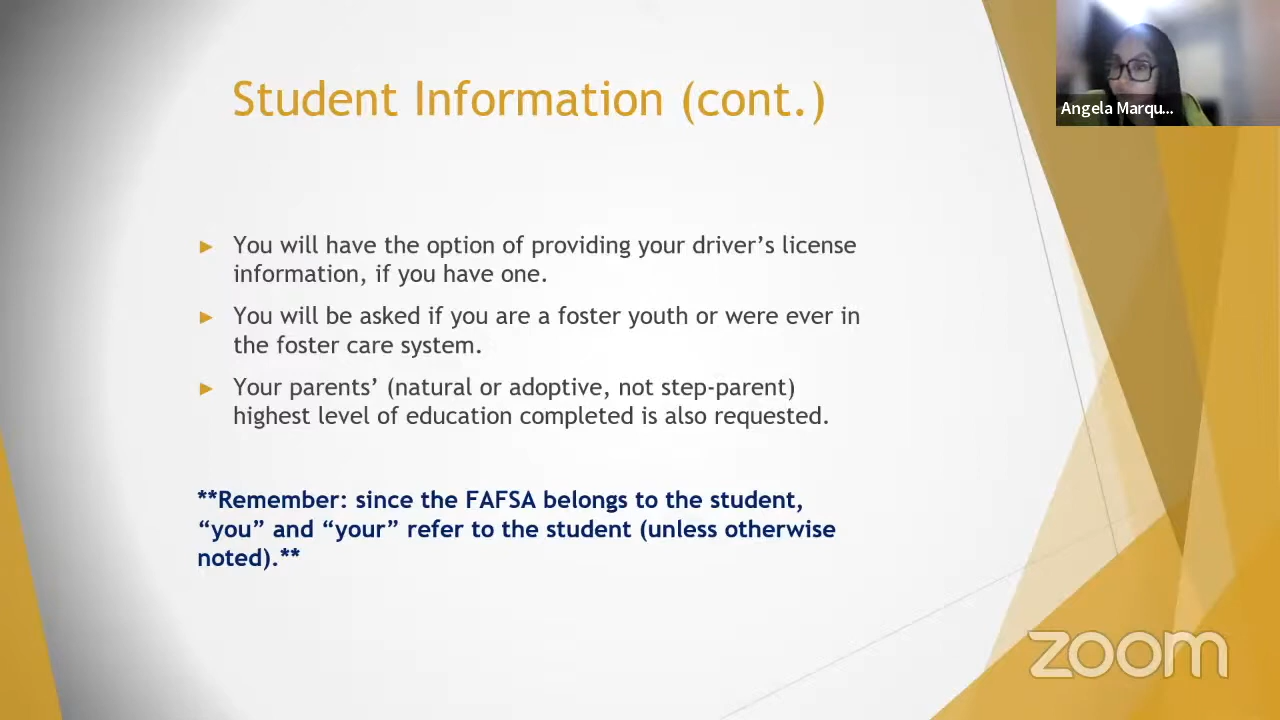 Student Information (cont.)
Angela Marqu...
► You will have the option of providing your driver’s license
information, if you have one.
► You will be asked if you are a foster youth or were ever in
the foster care system.
► Your parents’ (natural or adoptive, not step-parent)
highest level of education completed is also requested.
**Remember: since the FAFSA belongs to the student,
“you” and “your” refer to the student (unless otherwise
noted).**
zoom